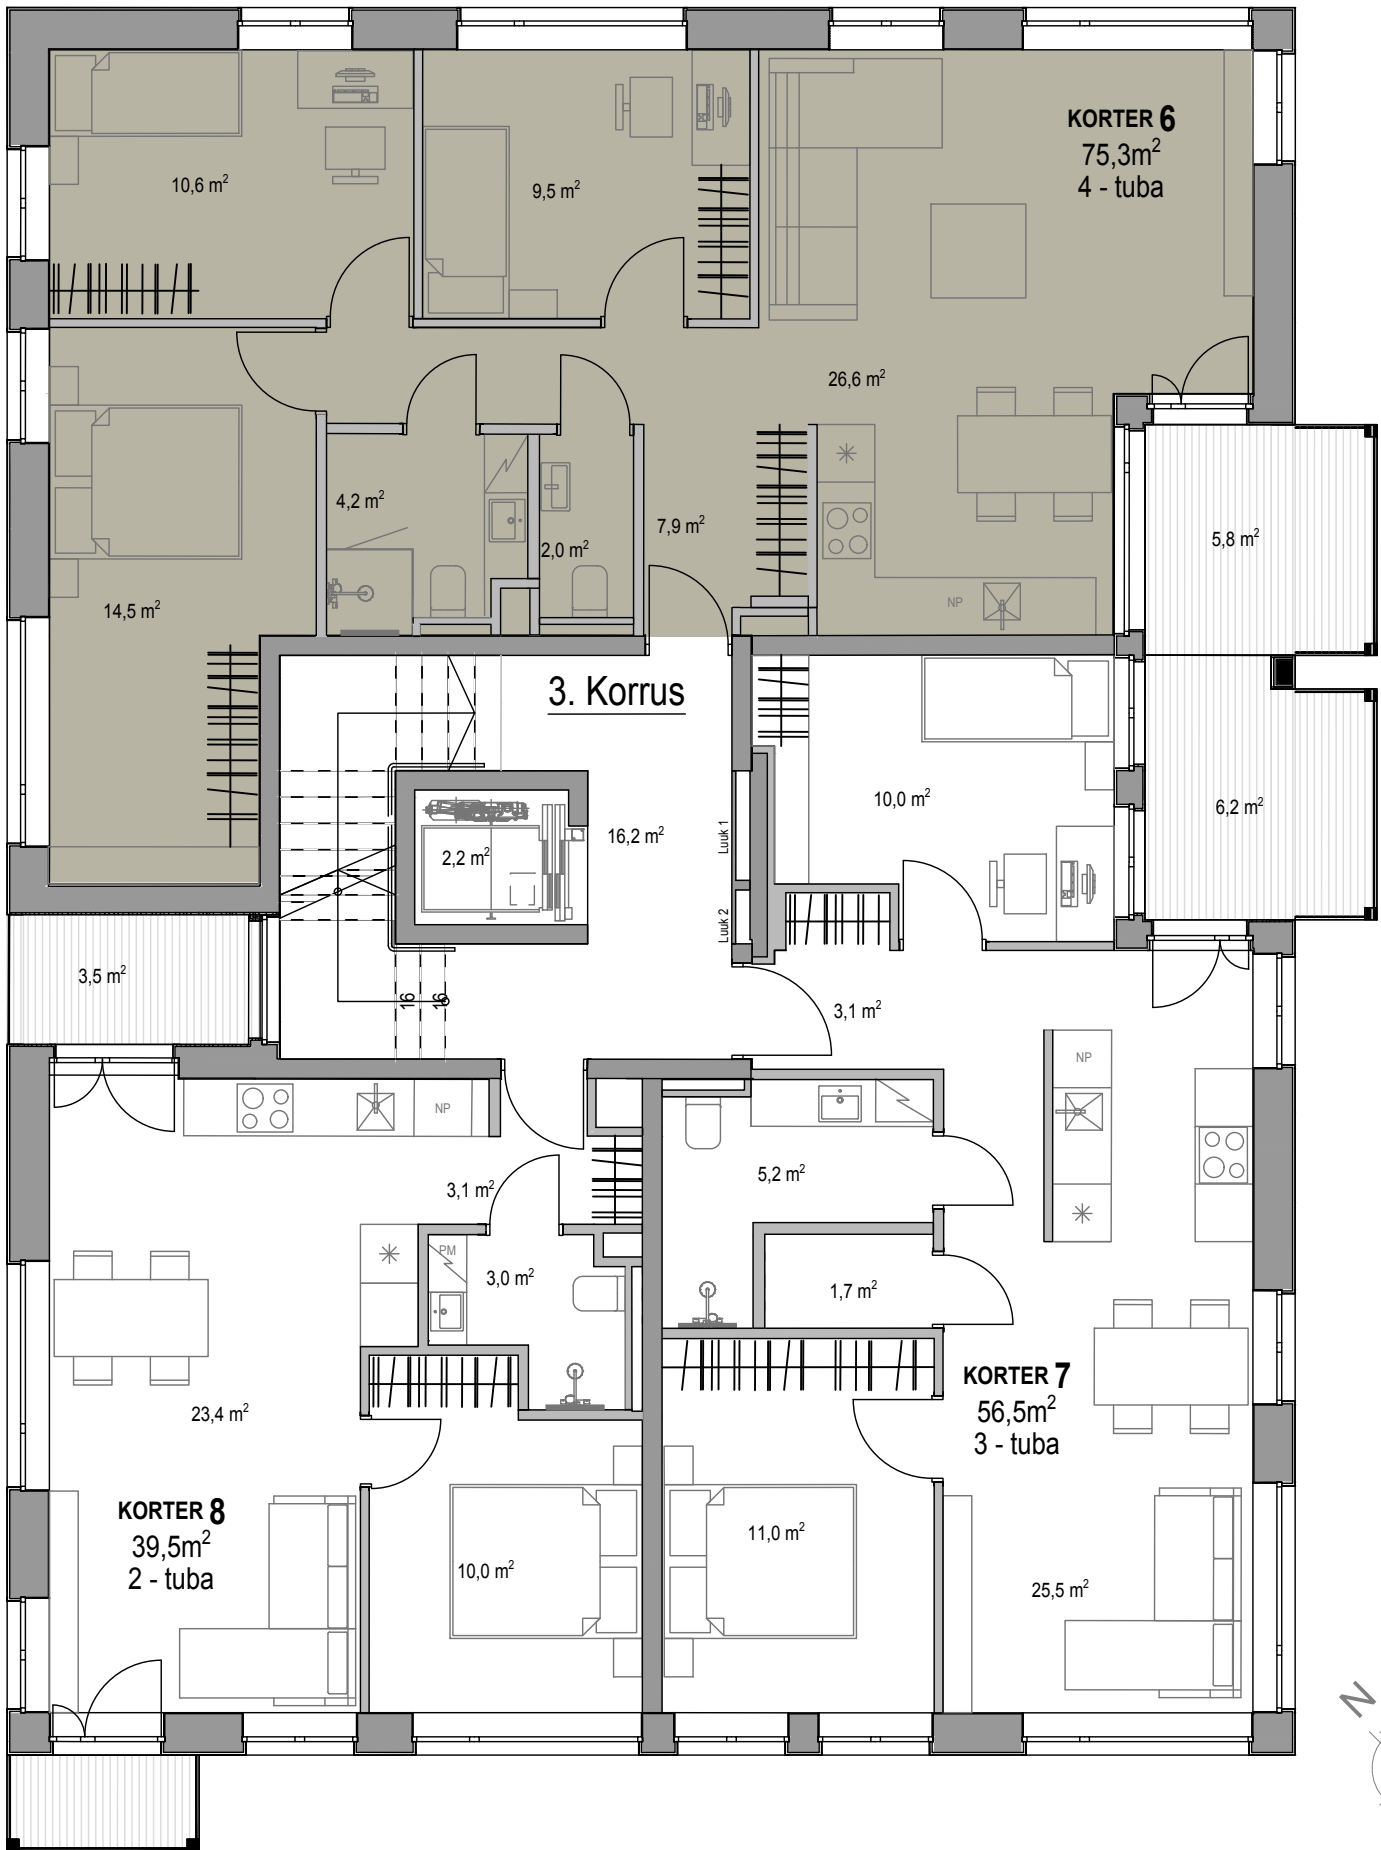 KORTER 6
75,3m²
4 - tuba
10,6 m²
9,5 m²
26,6 m²
4,2 m²
7,9 m²
2,0 m²
5,8 m²
14,5 m²
NP
3. Korrus
10,0 m²
6,2 m²
16,2 m²
Luuk 1
2,2 m²
Luuk 2
3,5 m²
16
16
3,1 m²
NP
NP
5,2 m²
3,1 m²
PM
3,0 m²
1,7 m²
KORTER 7
56,5m²
3 - tuba
23,4 m²
KORTER 8
39,5m²
2 - tuba
11,0 m²
10,0 m²
25,5 m²
N